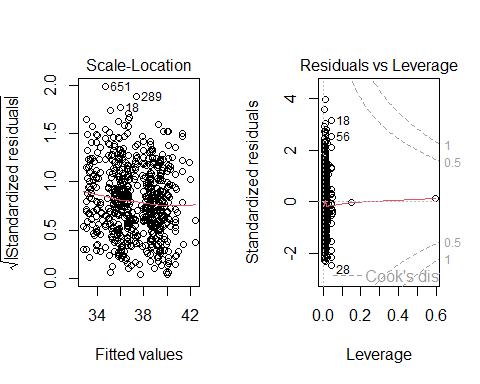 Scale-Location
√|Standardized residuals|
0.0 0.5 1.0 1.5 2.0
651
289
18
34 38 42
Fitted values
Residuals vs Leverage
Standardized residuals
-2 0 2 4
18
56
28
1
0.5
0.5
1
Cook's dis
0.0 0.2 0.4 0.6
Leverage